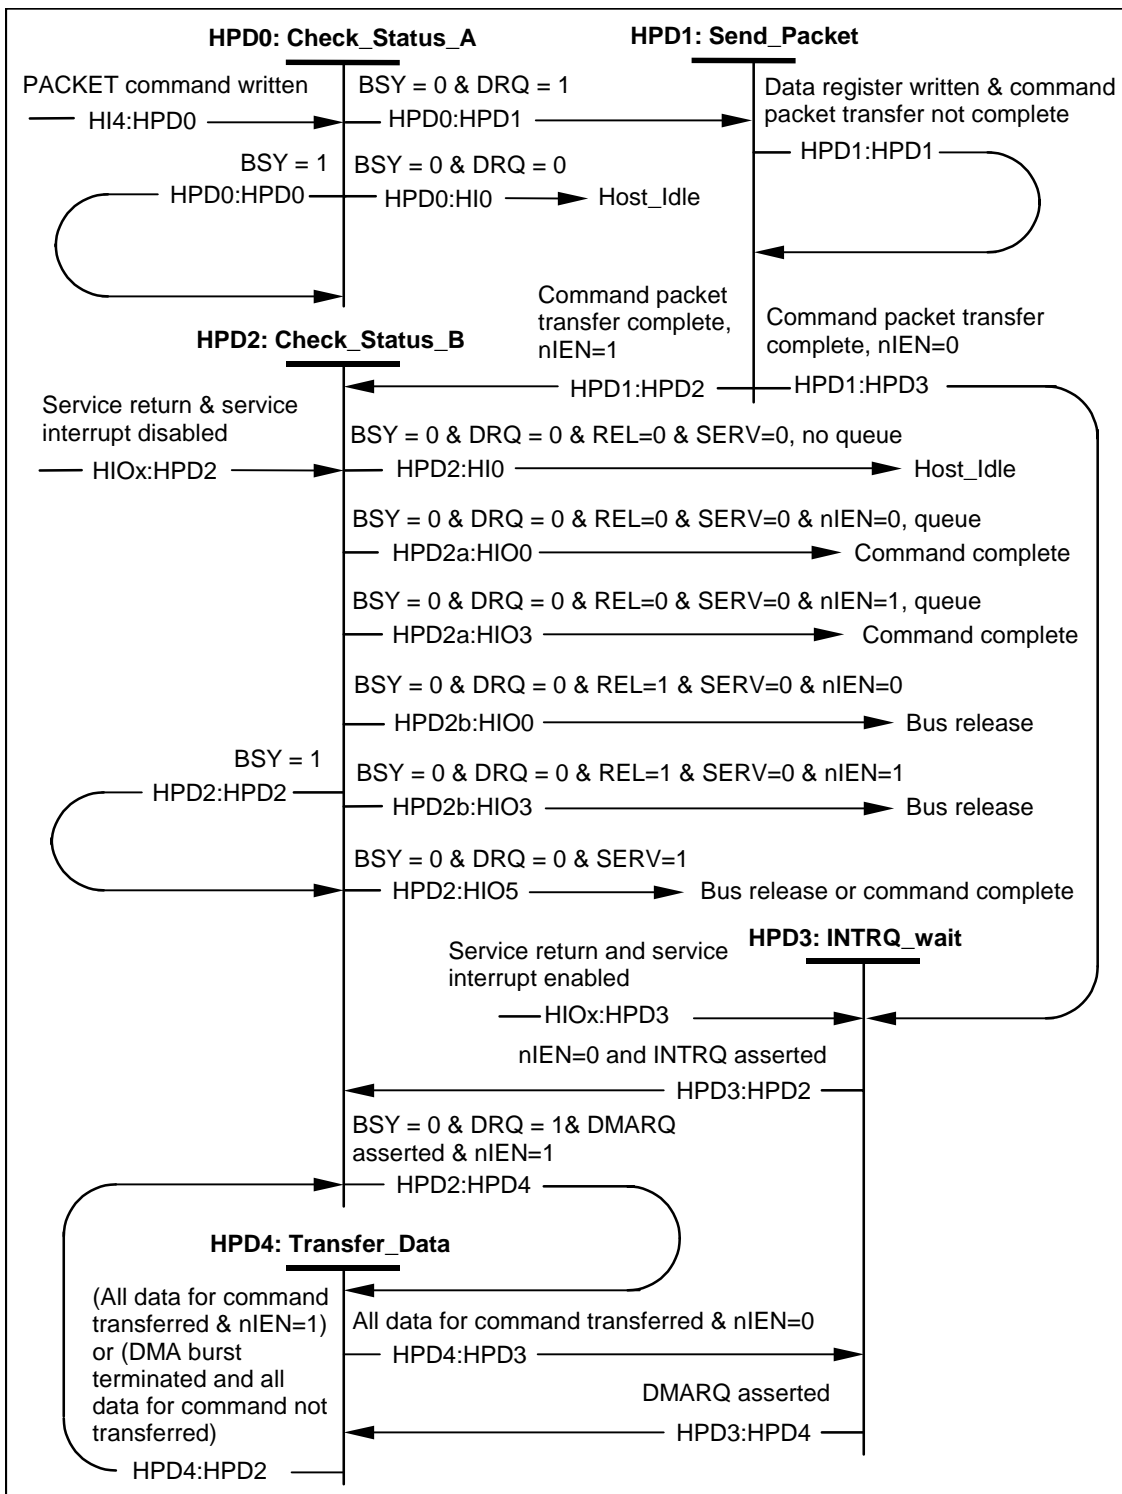 HPD0: Check_Status_A
HPD1: Send_Packet
PACKET command written
HI4:HPD0
BSY = 0 & DRQ = 1
HPD0:HPD1
Data register written & command
packet transfer not complete
HPD1:HPD1
BSY = 1
HPD0:HPD0
BSY = 0 & DRQ = 0
HPD0:HI0
Host_Idle
Command packet
transfer complete,
nIEN=1
HPD1:HPD2
Command packet transfer
complete, nIEN=0
HPD1:HPD3
HPD2: Check_Status_B
Service return & service
interrupt disabled
HIOx:HPD2
BSY = 0 & DRQ = 0 & REL=0 & SERV=0, no queue
HPD2:HI0
Host_Idle
BSY = 0 & DRQ = 0 & REL=0 & SERV=0 & nIEN=0, queue
HPD2a:HIO0
Command complete
BSY = 0 & DRQ = 0 & REL=0 & SERV=0 & nIEN=1, queue
HPD2a:HIO3
Command complete
BSY = 0 & DRQ = 0 & REL=1 & SERV=0 & nIEN=0
HPD2b:HIO0
Bus release
BSY = 1
HPD2:HPD2
BSY = 0 & DRQ = 0 & REL=1 & SERV=0 & nIEN=1
HPD2b:HIO3
Bus release
BSY = 0 & DRQ = 0 & SERV=1
HPD2:HIO5
Bus release or command complete
HPD3: INTRQ_wait
Service return and service
interrupt enabled
HIOx:HPD3
nIEN=0 and INTRQ asserted
HPD3:HPD2
BSY = 0 & DRQ = 1& DMARQ
asserted & nIEN=1
HPD2:HPD4
HPD4: Transfer_Data
(All data for command
transferred & nIEN=1)
or (DMA burst
terminated and all
data for command not
transferred)
HPD4:HPD2
All data for command transferred & nIEN=0
HPD4:HPD3
DMARQ asserted
HPD3:HPD4